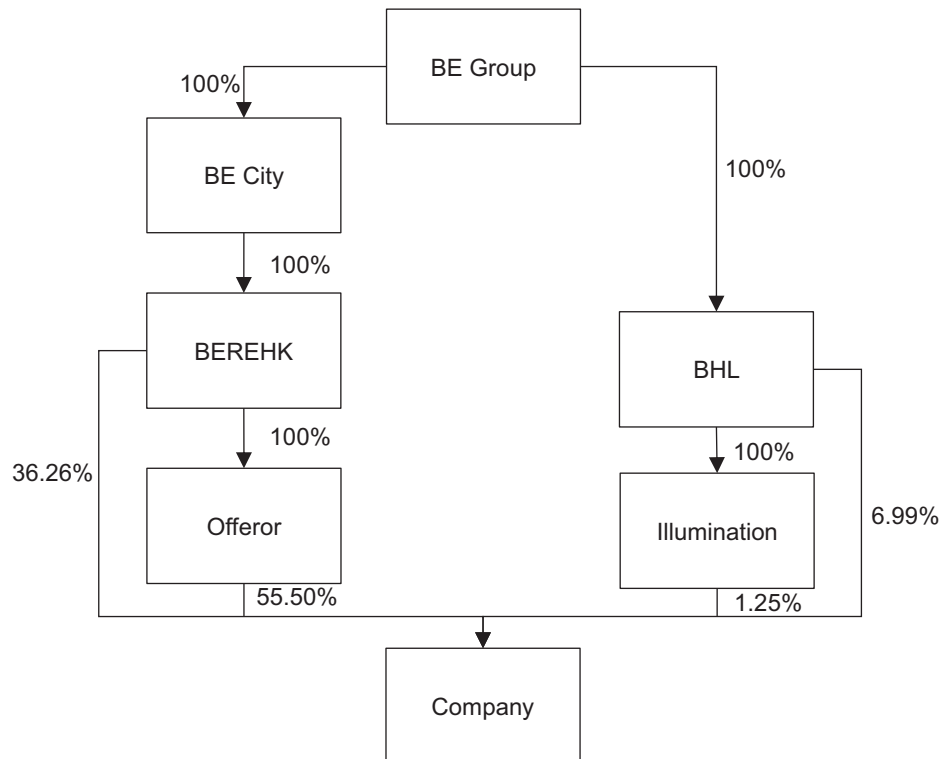 BE Group
100%
BE City
100%
100%
BEREHK
BHL
100%
100%
36.26%
Offeror
Illumination
6.99%
55.50%
1.25%
Company